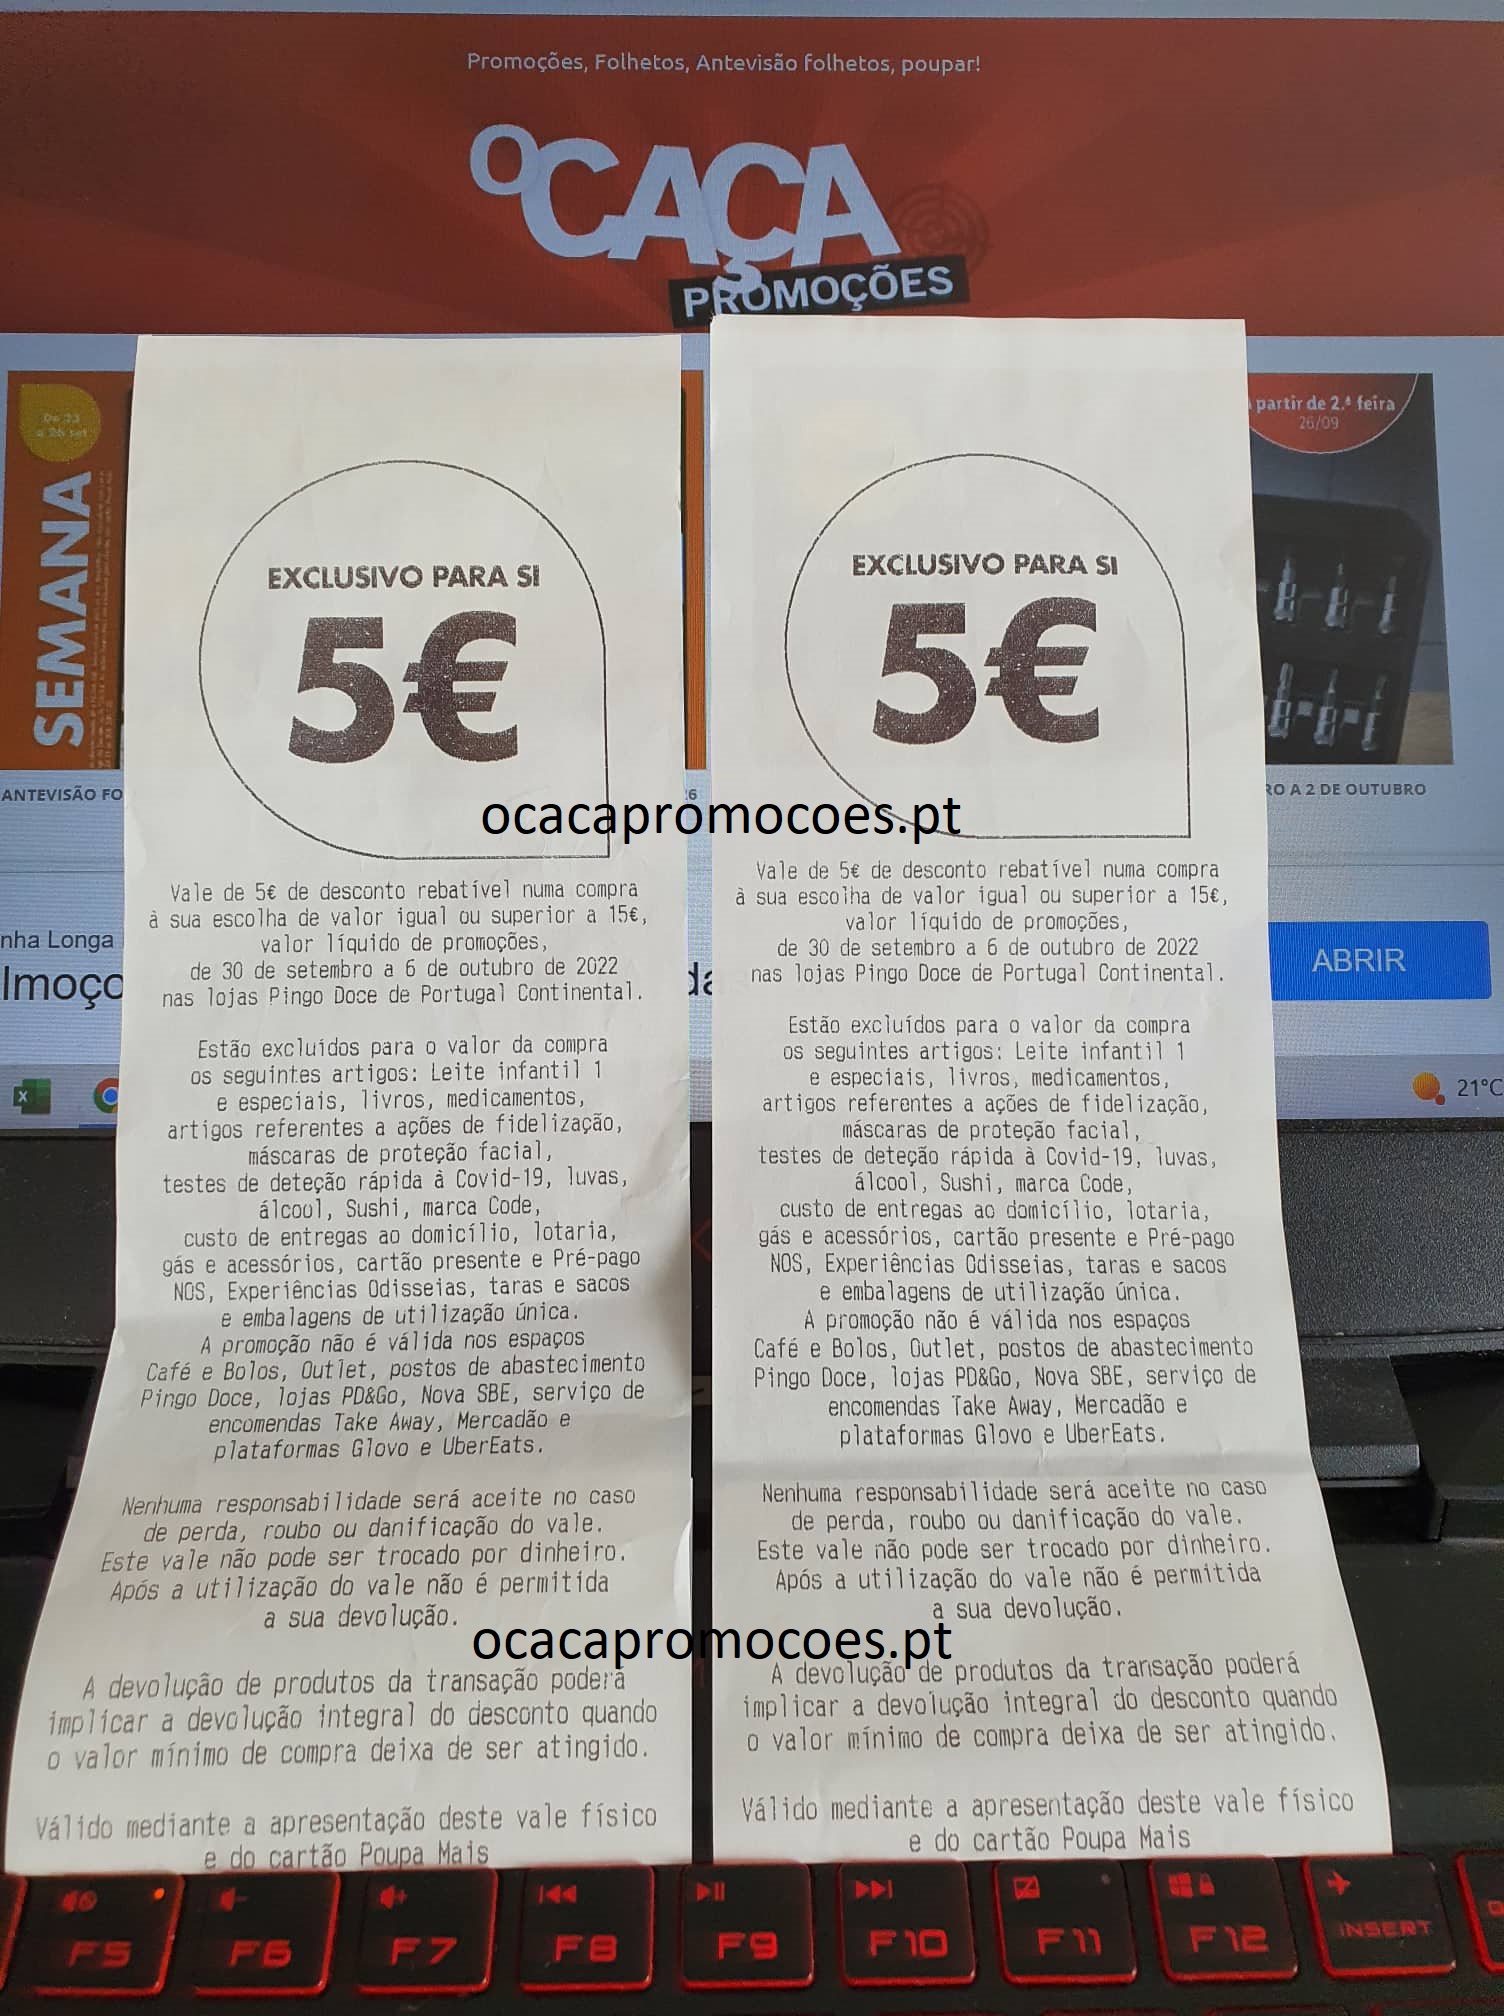 Promoções, Folhetos, Antevisão folhetos, poupar!
O CAÇA
PROMOÇÕES
De 23
a 26 set
SEMANA
ANTEVISÃO FO
nha Longa
lmoço
EXCLUSIVO PARA SI
5€
ocacapromocoes.pt
Vale de 5€ de desconto rebatível numa compra
à sua escolha de valor igual ou superior a 15€,
valor líquido de promoções,
de 30 de setembro a 6 de outubro de 2022
nas lojas Pingo Doce de Portugal Continental.
Estão excluídos para o valor da compra
os seguintes artigos: Leite infantil 1
e especiais, livros, medicamentos,
artigos referentes a ações de fidelização,
máscaras de proteção facial,
testes de deteção rápida à Covid-19, luvas,
álcool, Sushi, marca Code,
custo de entregas ao domicílio, lotaria,
gás e acessórios, cartão presente e Pré-pago
NOS, Experiências Odisseias, taras e sacos
e embalagens de utilização única.
A promoção não é válida nos espaços
Café e Bolos, Outlet, postos de abastecimento
Pingo Doce, lojas PD&Go, Nova SBE, serviço de
encomendas Take Away, Mercadão e
plataformas Glovo e UberEats.
Nenhuma responsabilidade será aceite no caso
de perda, roubo ou danificação do vale.
Este vale não pode ser trocado por dinheiro.
Após a utilização do vale não é permitida
a sua devolução.
ocacapromocoes.pt
A devolução de produtos da transação poderá
implicar a devolução integral do desconto quando
o valor mínimo de compra deixa de ser atingido.
Válido mediante a apresentação deste vale físico
e do cartão Poupa Mais
EXCLUSIVO PARA SI
5€
Vale de 5€ de desconto rebatível numa compra
à sua escolha de valor igual ou superior a 15€,
valor líquido de promoções,
de 30 de setembro a 6 de outubro de 2022
nas lojas Pingo Doce de Portugal Continental.
Estão excluídos para o valor da compra
os seguintes artigos: Leite infantil 1
e especiais, livros, medicamentos,
artigos referentes a ações de fidelização,
máscaras de proteção facial,
testes de deteção rápida à Covid-19, luvas,
álcool, Sushi, marca Code,
custo de entregas ao domicílio, lotaria,
gás e acessórios, cartão presente e Pré-pago
NOS, Experiências Odisseias, taras e sacos
e embalagens de utilização única.
A promoção não é válida nos espaços
Café e Bolos, Outlet, postos de abastecimento
Pingo Doce, lojas PD&Go, Nova SBE, serviço de
encomendas Take Away, Mercadão e
plataformas Glovo e UberEats.
Nenhuma responsabilidade será aceite no caso
de perda, roubo ou danificação do vale.
Este vale não pode ser trocado por dinheiro.
Após a utilização do vale não é permitida
a sua devolução.
A devolução de produtos da transação poderá
implicar a devolução integral do desconto quando
o valor mínimo de compra deixa de ser atingido.
Válido mediante a apresentação deste vale físico
e do cartão Poupa Mais
partir de 2.ª feira
26/09
RO A 2 DE OUTUBRO
ABRIR
21°C
F5 F6 F7 F8 F9 F10 F11 F12 INSERT